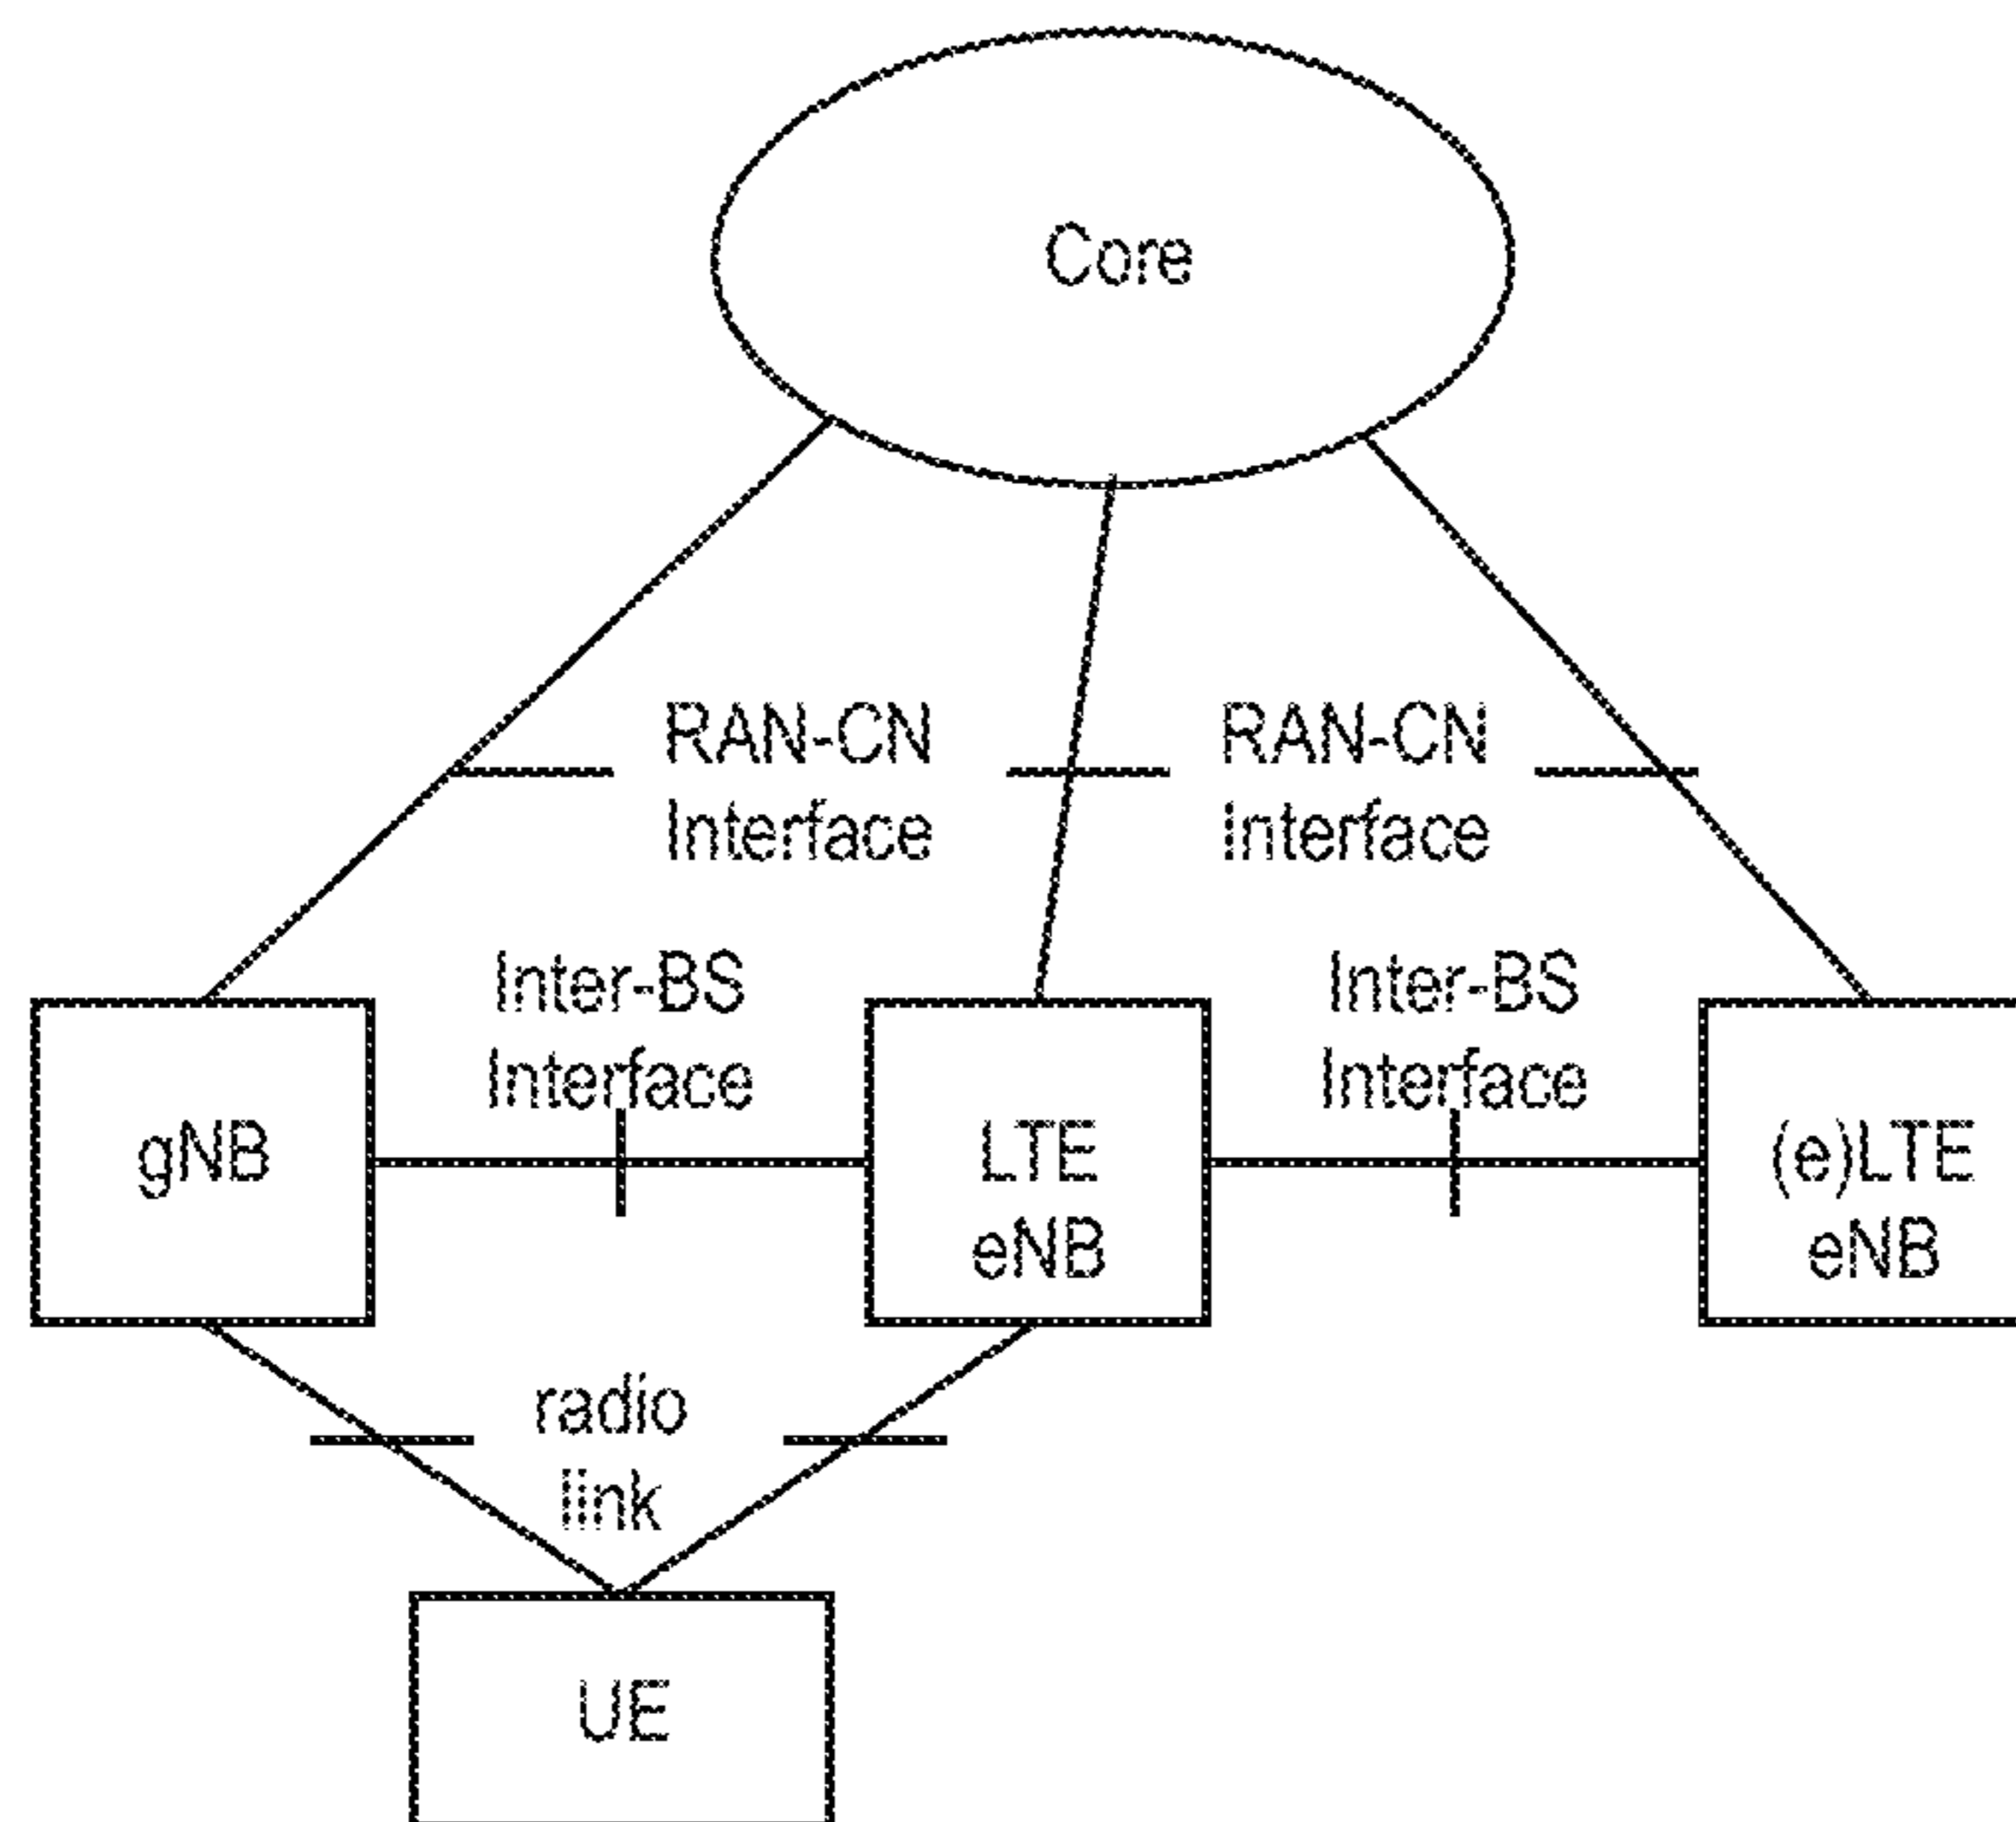 Core
RAN-CN
Interface
RAN-CN
Interface
Inter-BS
Interface
Inter-BS
Interface
gNB
LTE
eNB
(e)LTE
eNB
radio
link
UE